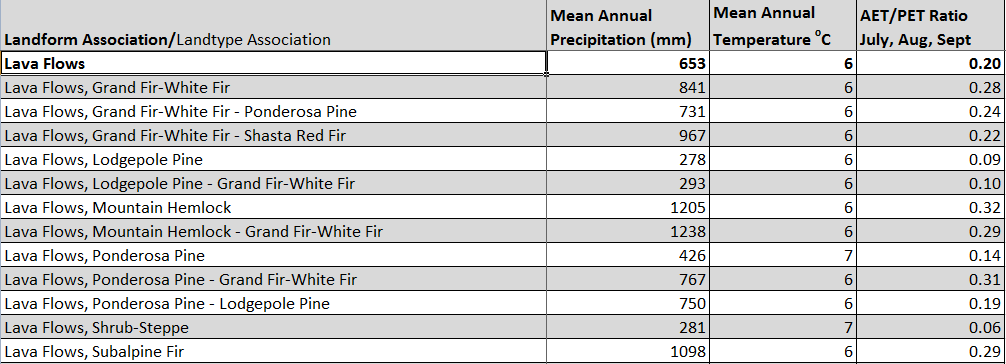 Landform Association/Landtype Association Mean Annual Precipitation (mm) Mean Annual Temperature ⁰C AET/PET Ratio July, Aug, Sept
Lava Flows 653 6 0.20
Lava Flows, Grand Fir-White Fir 841 6 0.28
Lava Flows, Grand Fir-White Fir - Ponderosa Pine 731 6 0.24
Lava Flows, Grand Fir-White Fir - Shasta Red Fir 967 6 0.22
Lava Flows, Lodgepole Pine 278 6 0.09
Lava Flows, Lodgepole Pine - Grand Fir-White Fir 293 6 0.10
Lava Flows, Mountain Hemlock 1205 6 0.32
Lava Flows, Mountain Hemlock - Grand Fir-White Fir 1238 6 0.29
Lava Flows, Ponderosa Pine 426 7 0.14
Lava Flows, Ponderosa Pine - Grand Fir-White Fir 767 6 0.31
Lava Flows, Ponderosa Pine - Lodgepole Pine 750 6 0.19
Lava Flows, Shrub-Steppe 281 7 0.06
Lava Flows, Subalpine Fir 1098 6 0.29